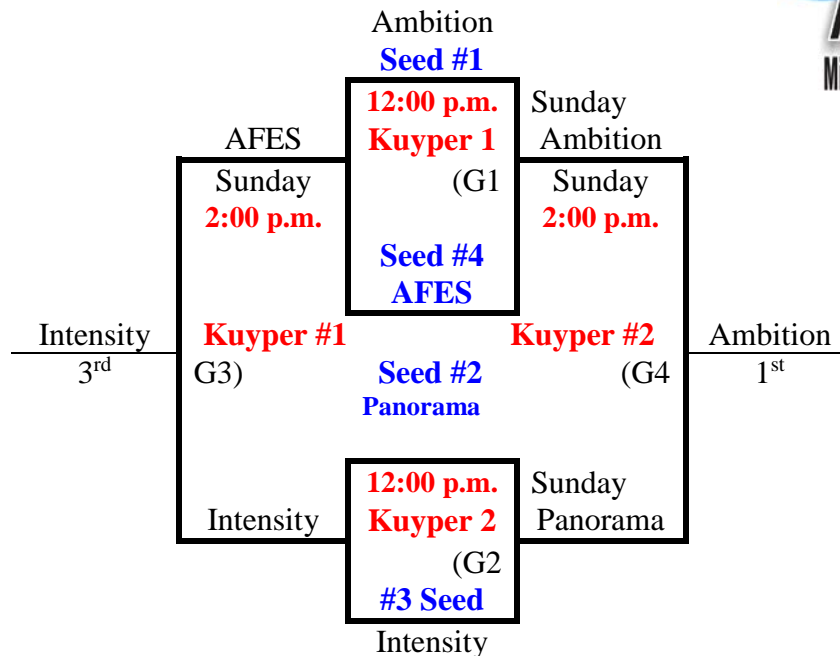 Ambition
Seed #1
12:00 p.m. Sunday
AFES Kuyper 1 Ambition
Sunday (G1 Sunday
2:00 p.m. 2:00 p.m.
Seed #4
AFES
Intensity Kuyper #1 Kuyper #2 Ambition
3rd G3) Seed #2 (G4 1st
Panorama
12:00 p.m. Sunday
Intensity Kuyper 2 Panorama
(G2
#3 Seed
Intensity